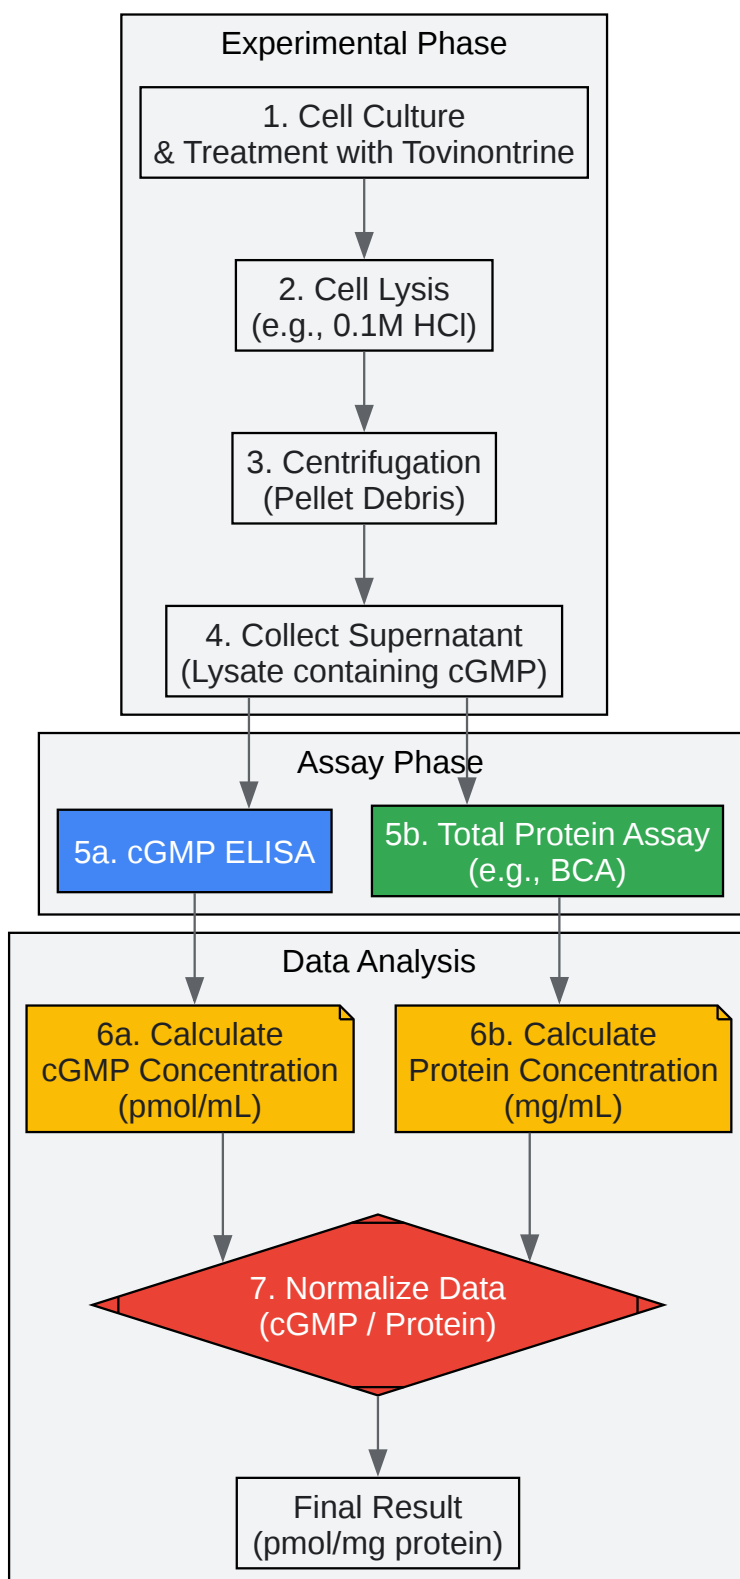 Experimental Phase
1. Cell Culture
& Treatment with Tovinontrine
2. Cell Lysis
(e.g., 0.1M HCl)
3. Centrifugation
(Pellet Debris)
4. Collect Supernatant
(Lysate containing cGMP)
Assay Phase
5a. cGMP ELISA
5b. Total Protein Assay
(e.g., BCA)
Data Analysis
6a. Calculate
cGMP Concentration
(pmol/mL)
6b. Calculate
Protein Concentration
(mg/mL)
7. Normalize Data
(cGMP / Protein)
Final Result
(pmol/mg protein)